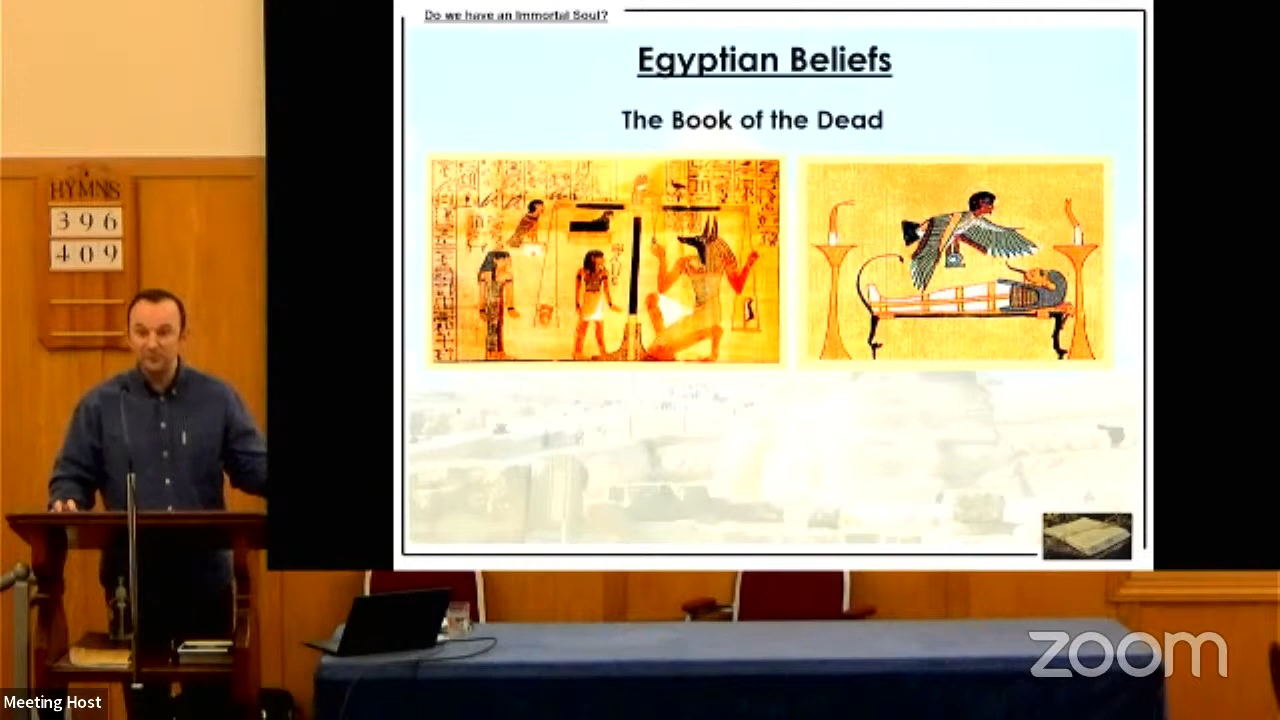 Do we have an Immortal Soul?
Egyptian Beliefs
The Book of the Dead
HYMNS
396
409
zoom
Meeting Host